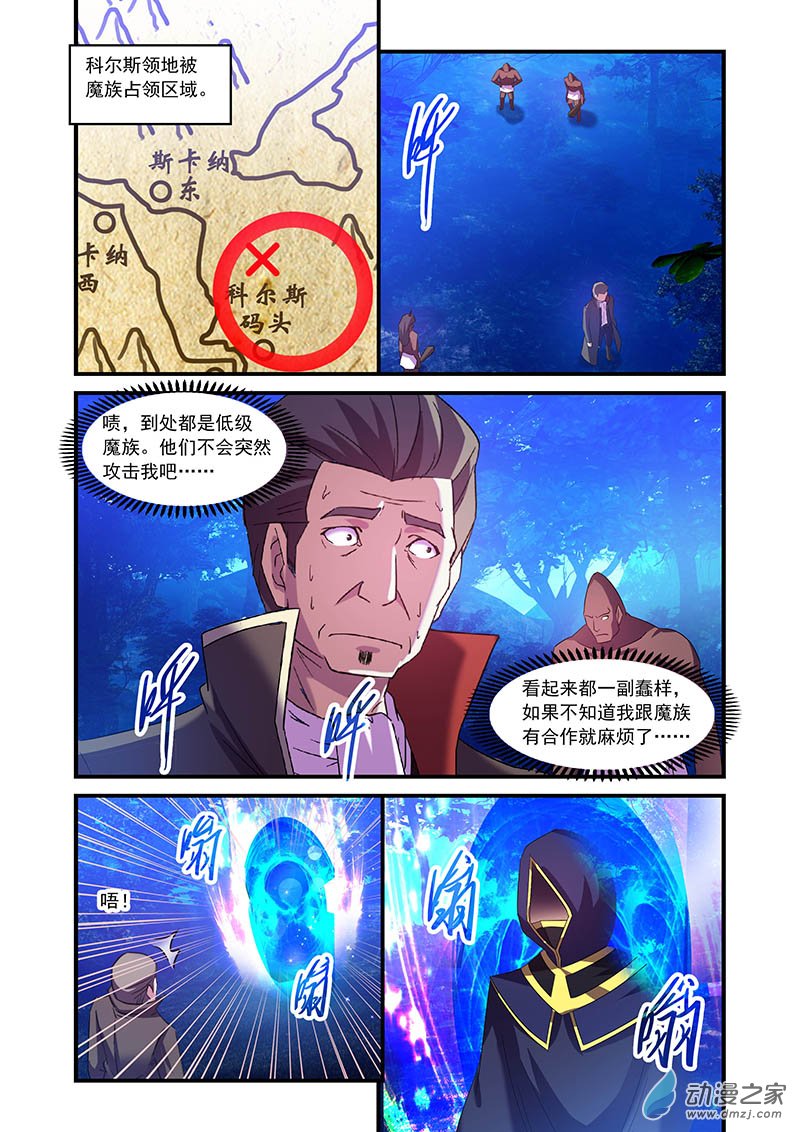 科尔斯领地被
魔族占领区域。
斯卡纳
东
卡纳
西
科尔斯
码头
呯
啧，到处都是低级
魔族。他们不会突然
攻击我吧……
呯
呯
看起来都一副蠢样，
如果不知道我跟魔族
有合作就麻烦了……
嗡
唔！
嗡
嗡
嗡
动漫之家
www.dmzj.com